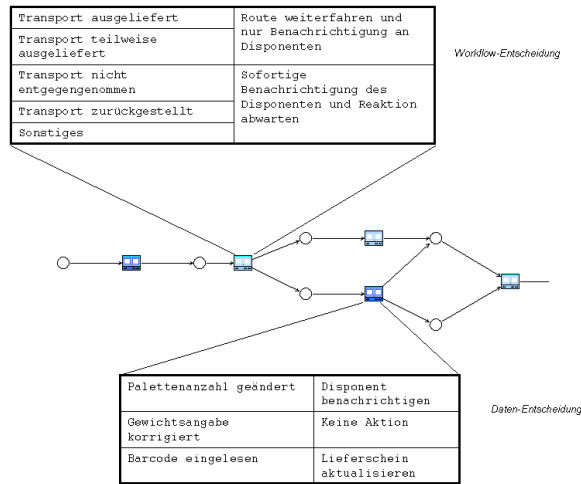 Transport ausgeliefert
Transport teilweise
ausgeliefert
Route weiterfahren und
nur Benachrichtigung an
Disponenten
Transport nicht
entgegengenommen
Transport zurückgestellt
Sonstiges
Sofortige
Benachrichtigung des
Disponenten und Reaktion
abwarten
Workflow-Entscheidung
Palettenanzahl geändert
Disponent
benachrichtigen
Gewichtsangabe
korrigiert
Keine Aktion
Barcode eingelesen
Lieferschein
aktualisieren
Daten-Entscheidung